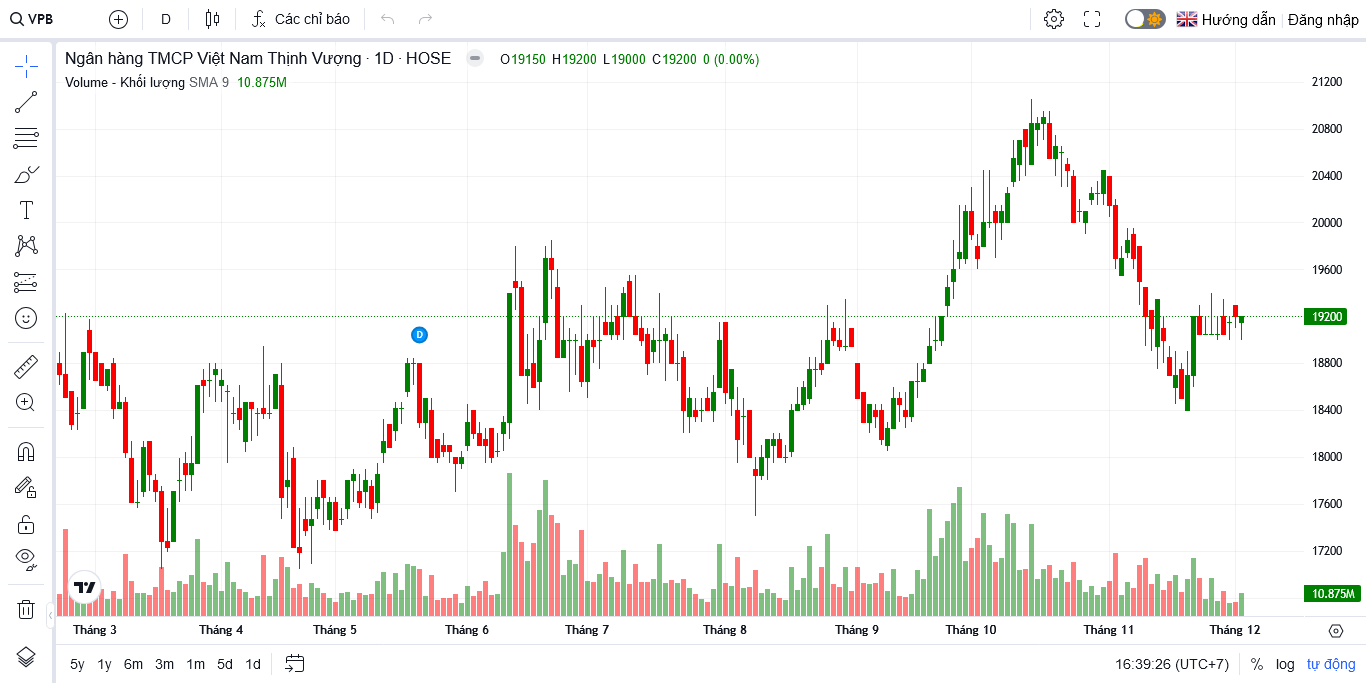 VPB D Các chỉ báo Hướng dẫn Đăng nhập
Ngân hàng TMCP Việt Nam Thịnh Vượng · 1D · HOSE O19150 H19200 L19000 C19200 0 (0.00%)
Volume - Khối lượng SMA 9 10.875M
21200
20800
20400
20000
19600
D
19200
18800
18400
18000
17600
17200
10.875M
Tháng 3 Tháng 4 Tháng 5 Tháng 6 Tháng 7 Tháng 8 Tháng 9 Tháng 10 Tháng 11 Tháng 12
5y 1y 6m 3m 1m 5d 1d 16:39:26 (UTC+7) % log tự động